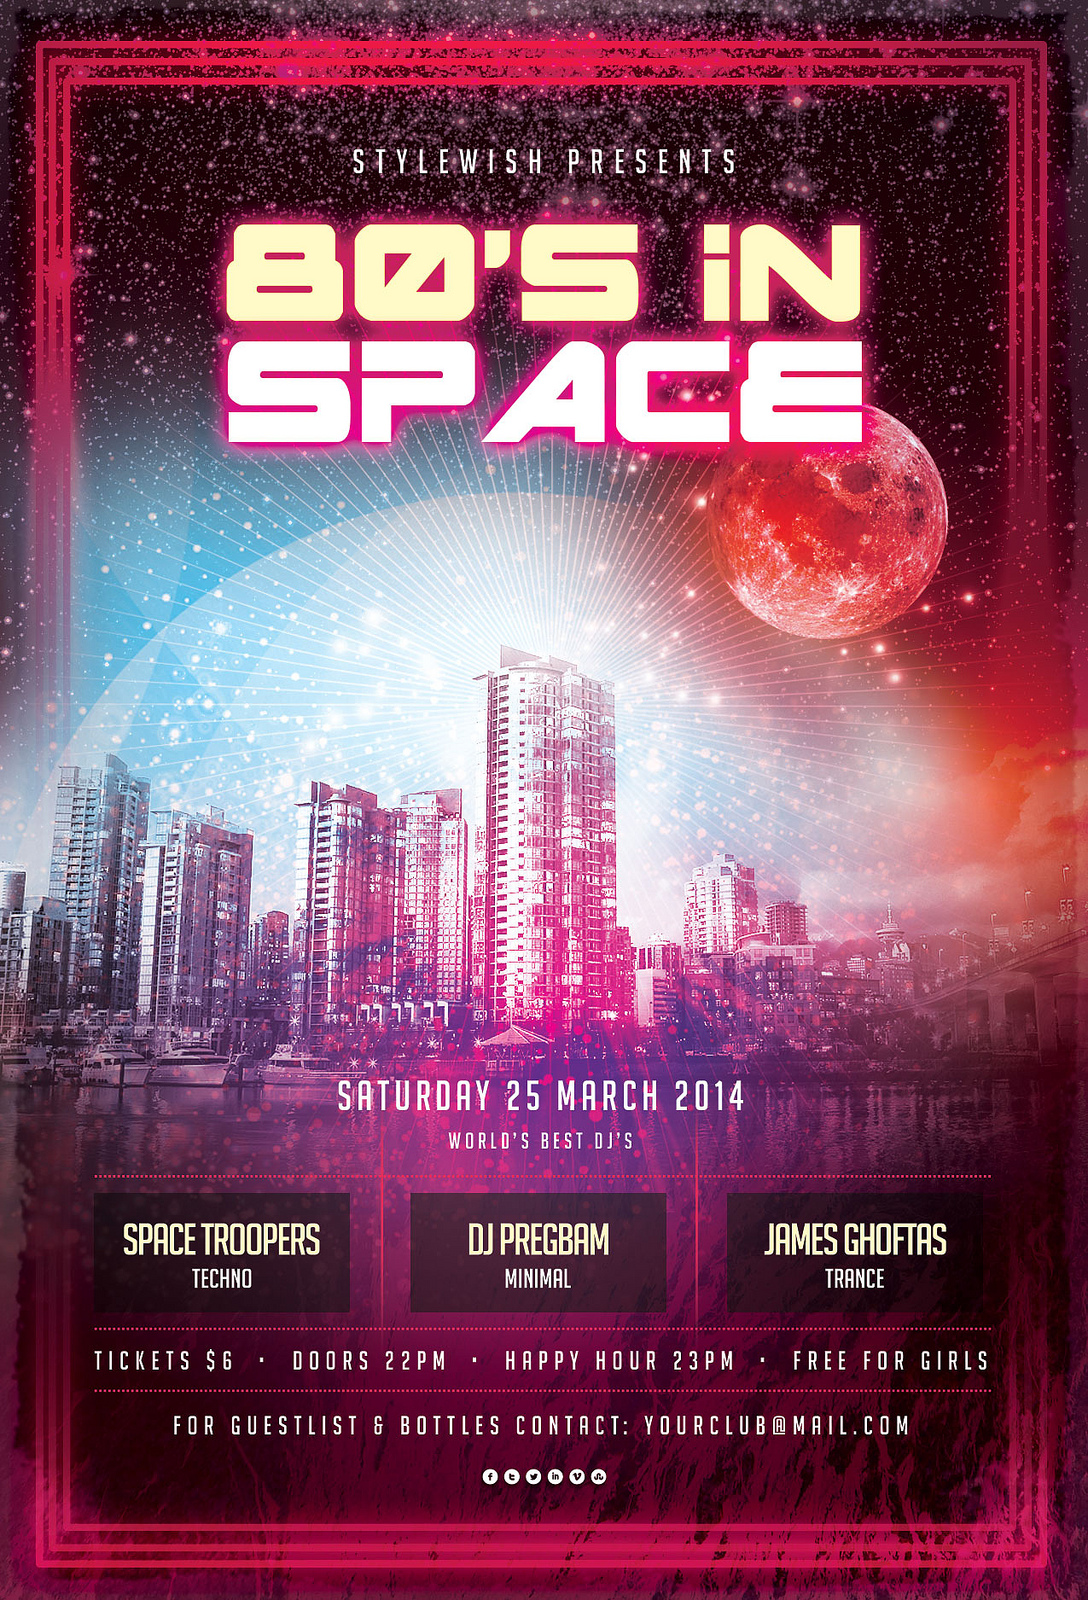 STYLEWISH PRESENTS
80'S iN
SPACE
SATURDAY 25 MARCH 2014
WORLD'S BEST DJ'S
SPACE TROOPERS
TECHNO
DJ PREGBAM
MINIMAL
JAMES GHOFTAS
TRANCE
TICKETS $6 · DOORS 22PM · HAPPY HOUR 23PM · FREE FOR GIRLS
FOR GUESTLIST & BOTTLES CONTACT: YOURCLUB@MAIL.COM